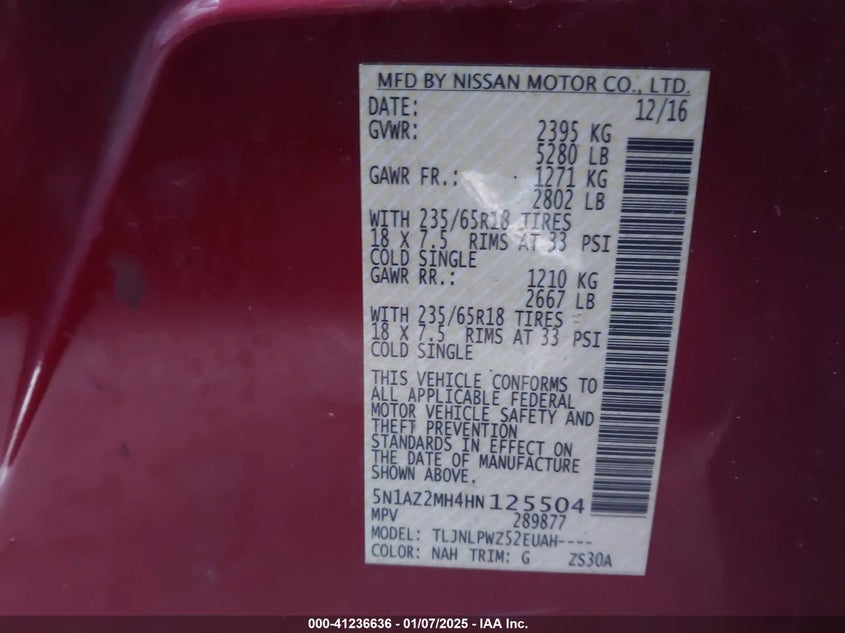 MFD BY NISSAN MOTOR CO., LTD.
DATE: 12/16
GVWR: 2395 KG
5280 LB
GAWR FR.: 1271 KG
2802 LB
WITH 235/65R18 TIRES
18 X 7.5 RIMS AT 33 PSI
COLD SINGLE
GAWR RR.: 1210 KG
2667 LB
WITH 235/65R18 TIRES
18 X 7.5 RIMS AT 33 PSI
COLD SINGLE
THIS VEHICLE CONFORMS TO
ALL APPLICABLE FEDERAL
MOTOR VEHICLE SAFETY AND
THEFT PREVENTION
STANDARDS IN EFFECT ON
THE DATE OF MANUFACTURE
SHOWN ABOVE.
5N1AZ2MH4HN125504
MPV 289877
MODEL: TLJNLPWZ52EUAH----
COLOR: NAH TRIM: G ZS30A
000-41236636 - 01/07/2025 - IAA Inc.